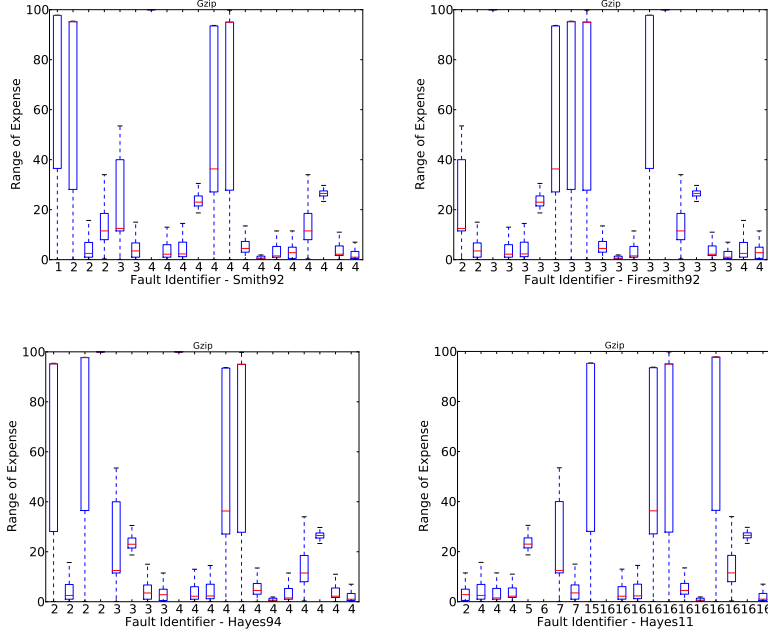 Gzip
100
80
60
40
20
0
Range of Expense
1 2 2 2 3 3 4 4 4 4 4 4 4 4 4 4 4 4 4 4
Fault Identifier - Smith92
Gzip
100
80
60
40
20
0
Range of Expense
2 2 3 3 3 3 3 3 3 3 3 3 3 3 3 3 3 3 4 4
Fault Identifier - Firesmith92
Gzip
100
80
60
40
20
0
Range of Expense
2 2 2 3 3 3 3 3 4 4 4 4 4 4 4 4 4 4 4 4
Fault Identifier - Hayes94
Gzip
100
80
60
40
20
0
Range of Expense
2 4 4 4 5 6 7 7 15 16 16 16 16 16 16 16 16 16 16 16
Fault Identifier - Hayes11